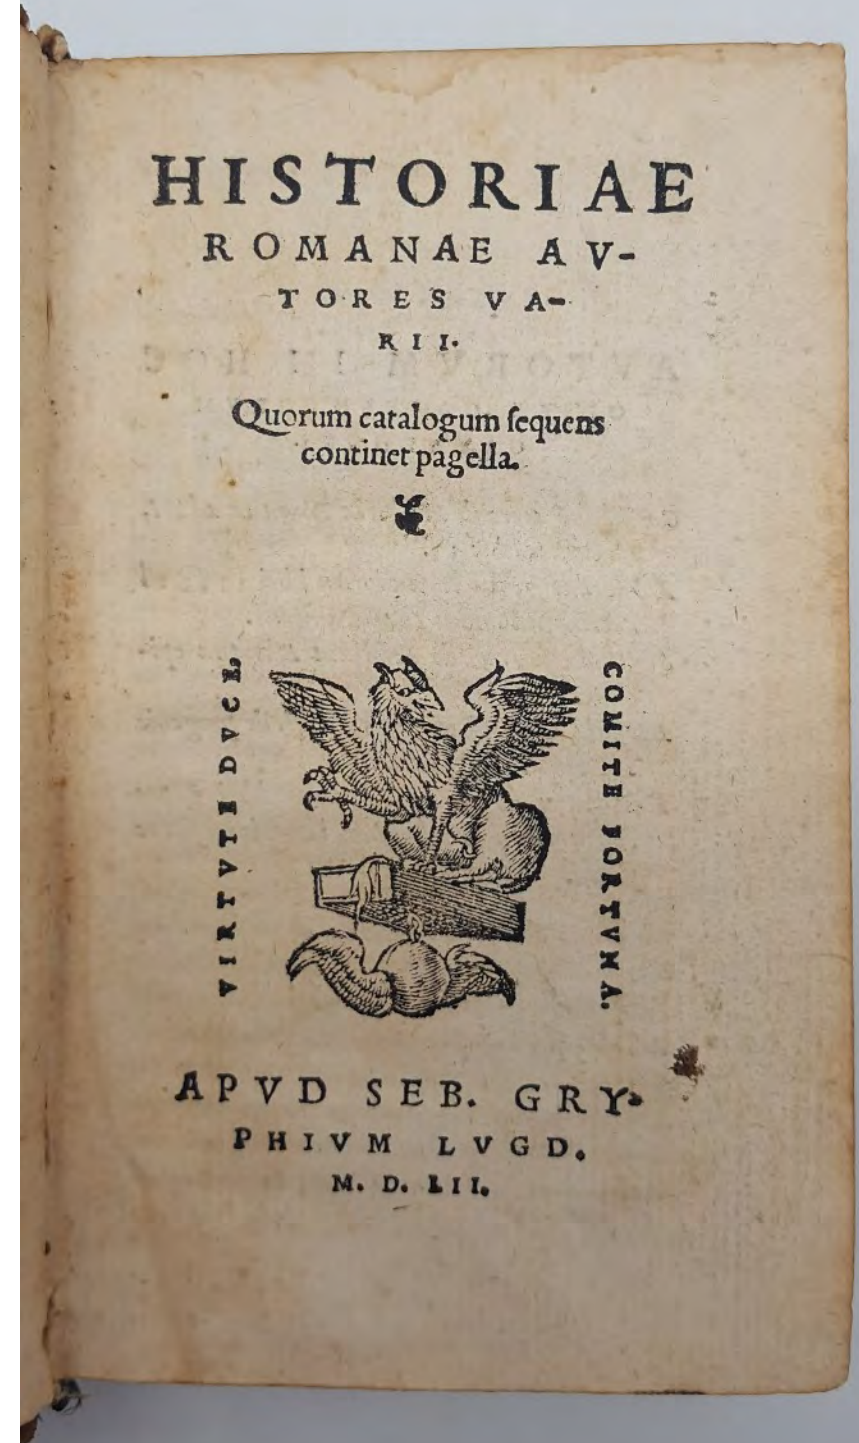 HISTORIAE
ROMANAE AV-
TORES VA-
RII.
Quorum catalogum ſequens
continet pagella.
VIRTVTE DVCE,
COMITE FORTVNA.
APVD SEB. GRY-
PHIVM LVGD.
M. D. LII.